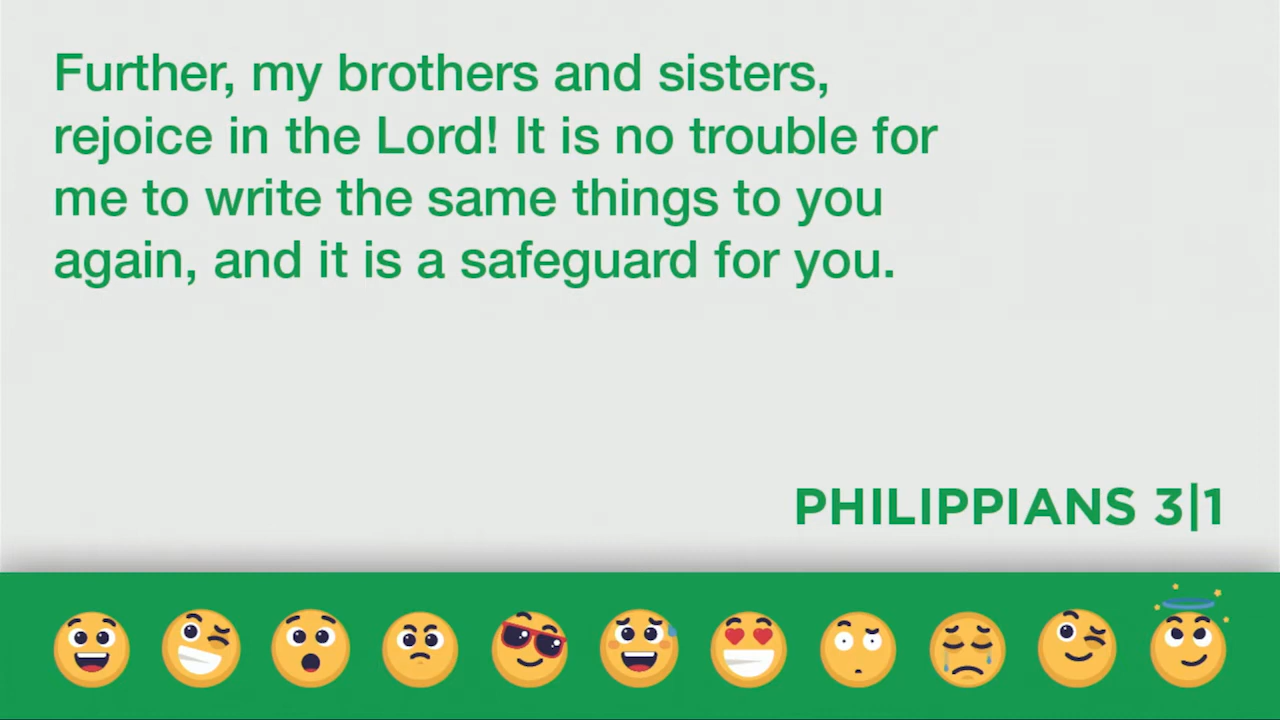 Further, my brothers and sisters,
rejoice in the Lord! It is no trouble for
me to write the same things to you
again, and it is a safeguard for you.
PHILIPPIANS 3|1